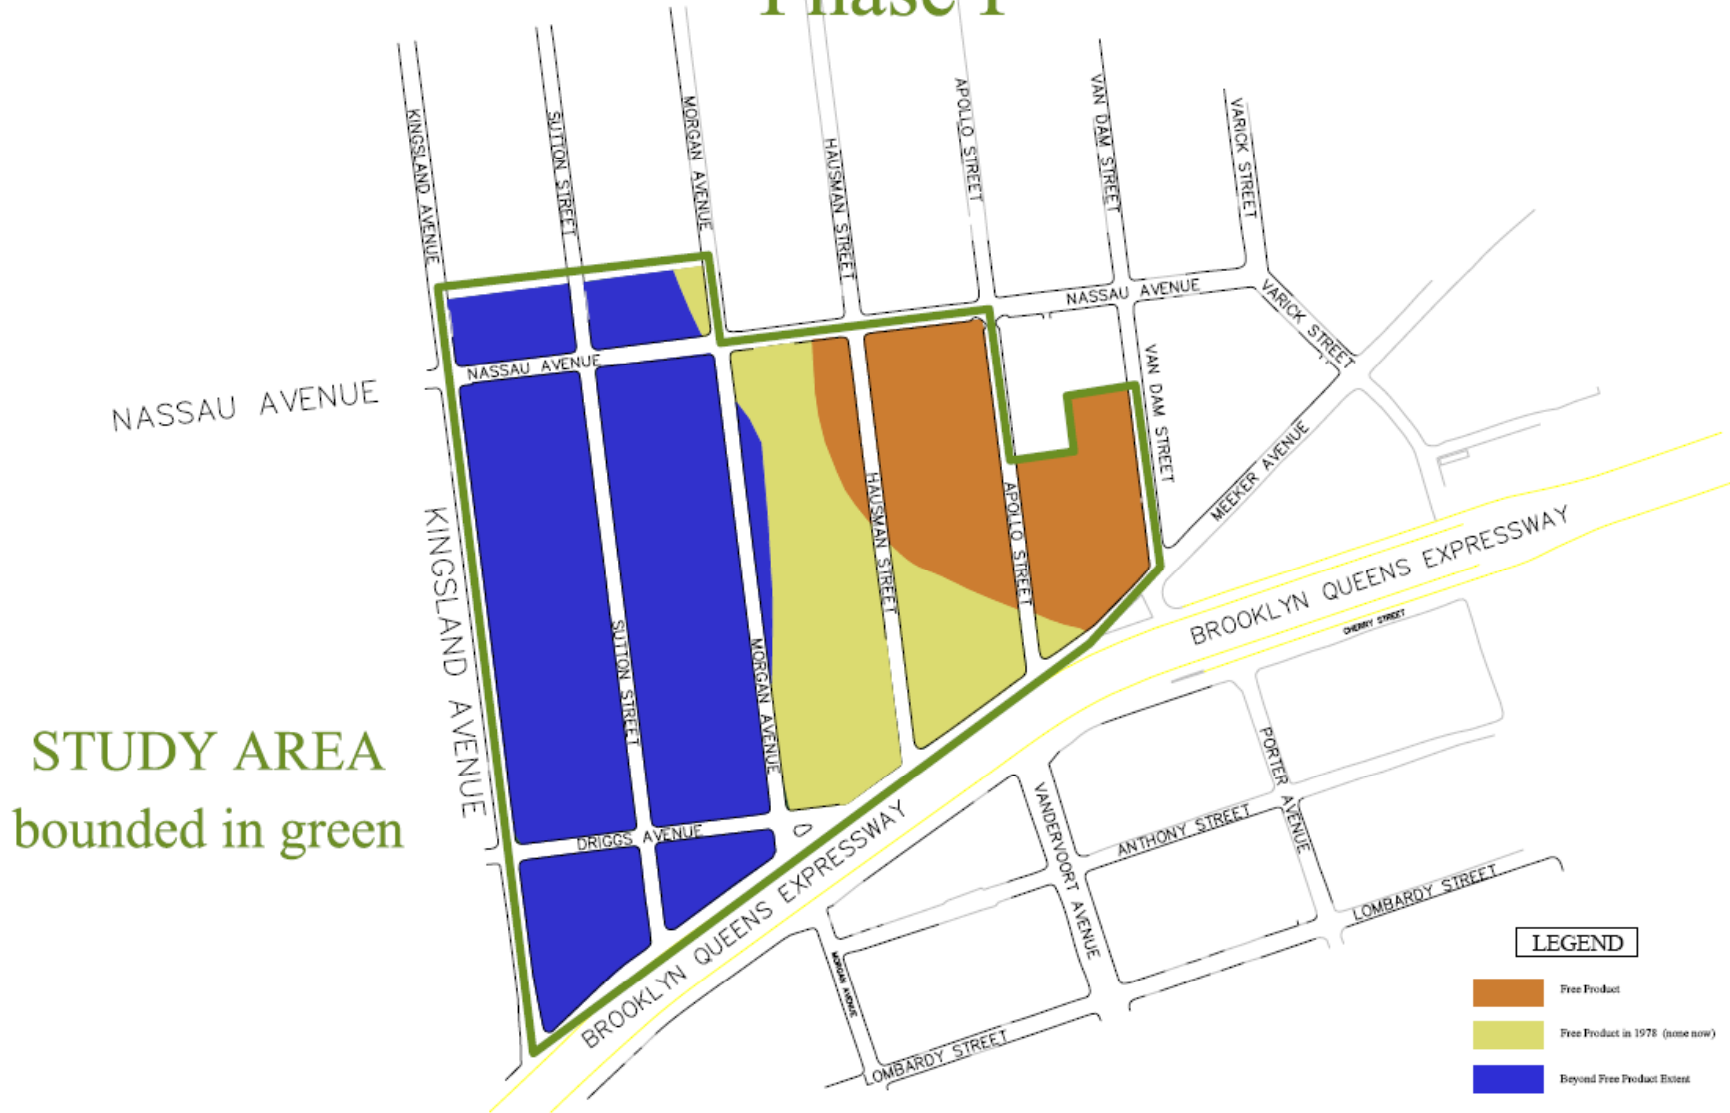 Phase I
KINGSLAND AVENUE
SUTTON STREET
MORGAN AVENUE
HAUSMAN STREET
APOLLO STREET
VAN DAM STREET
VARICK STREET
NASSAU AVENUE
VARICK STREET
NASSAU AVENUE
NASSAU AVENUE
VAN DAM STREET
MEEKER AVENUE
HAUSMAN STREET
APOLLO STREET
KINGSLAND AVENUE
BROOKLYN QUEENS EXPRESSWAY
CHERRY STREET
SUTTON STREET
MORGAN AVENUE
STUDY AREA
bounded in green
PORTER AVENUE
VANDERVOORT AVENUE
ANTHONY STREET
DRIGGS AVENUE
BROOKLYN QUEENS EXPRESSWAY
LOMBARDY STREET
MORGAN AVENUE
LOMBARDY STREET
LEGEND
Free Product
Free Product in 1978 (none now)
Beyond Free Product Extent